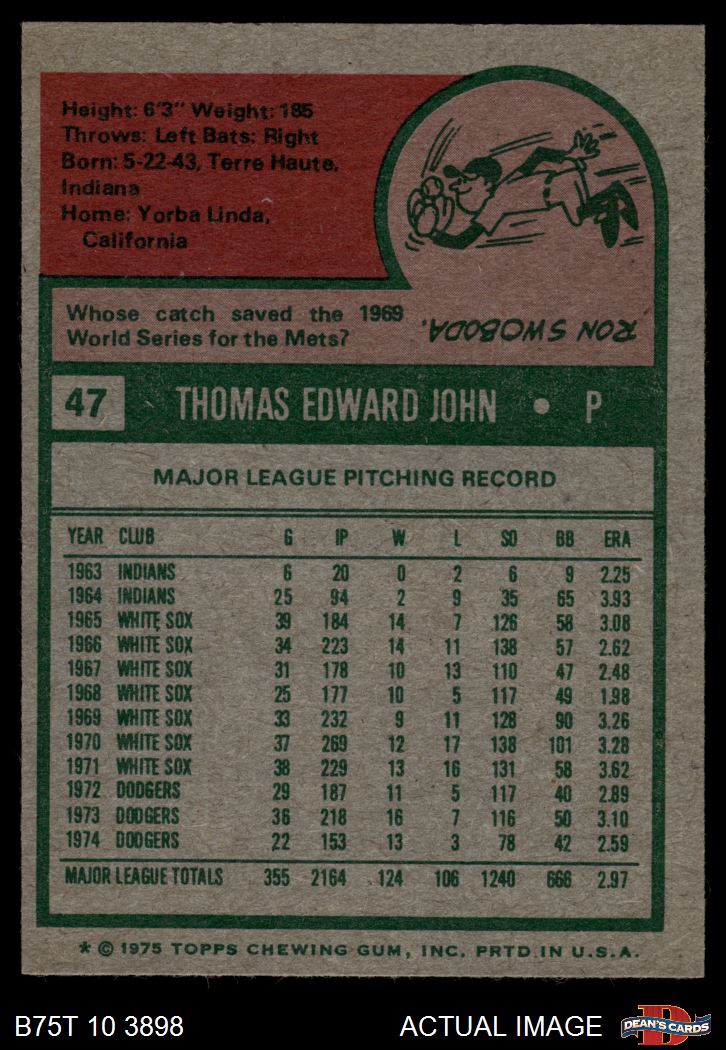 Height: 6'3" Weight: 185
Throws: Left Bats: Right
Born: 5-22-43, Terre Haute,
Indiana
Home: Yorba Linda,
California
Whose catch saved the 1969
World Series for the Mets?
RON SWOBODA.
47 THOMAS EDWARD JOHN • P
MAJOR LEAGUE PITCHING RECORD
YEAR CLUB G IP W L SO BB ERA
1963 INDIANS 6 20 0 2 6 9 2.25
1964 INDIANS 25 94 2 9 35 65 3.93
1965 WHITE SOX 39 184 14 7 126 58 3.08
1966 WHITE SOX 34 223 14 11 138 57 2.62
1967 WHITE SOX 31 178 10 13 110 47 2.48
1968 WHITE SOX 25 177 10 5 117 49 1.98
1969 WHITE SOX 33 232 9 11 128 90 3.26
1970 WHITE SOX 37 269 12 17 138 101 3.28
1971 WHITE SOX 38 229 13 16 131 58 3.62
1972 DODGERS 29 187 11 5 117 40 2.89
1973 DODGERS 36 218 16 7 116 50 3.10
1974 DODGERS 22 153 13 3 78 42 2.59
MAJOR LEAGUE TOTALS 355 2164 124 106 1240 666 2.97
* © 1975 TOPPS CHEWING GUM, INC. PRTD. IN U.S.A.
B75T 10 3898 ACTUAL IMAGE
D
DEAN'S CARDS